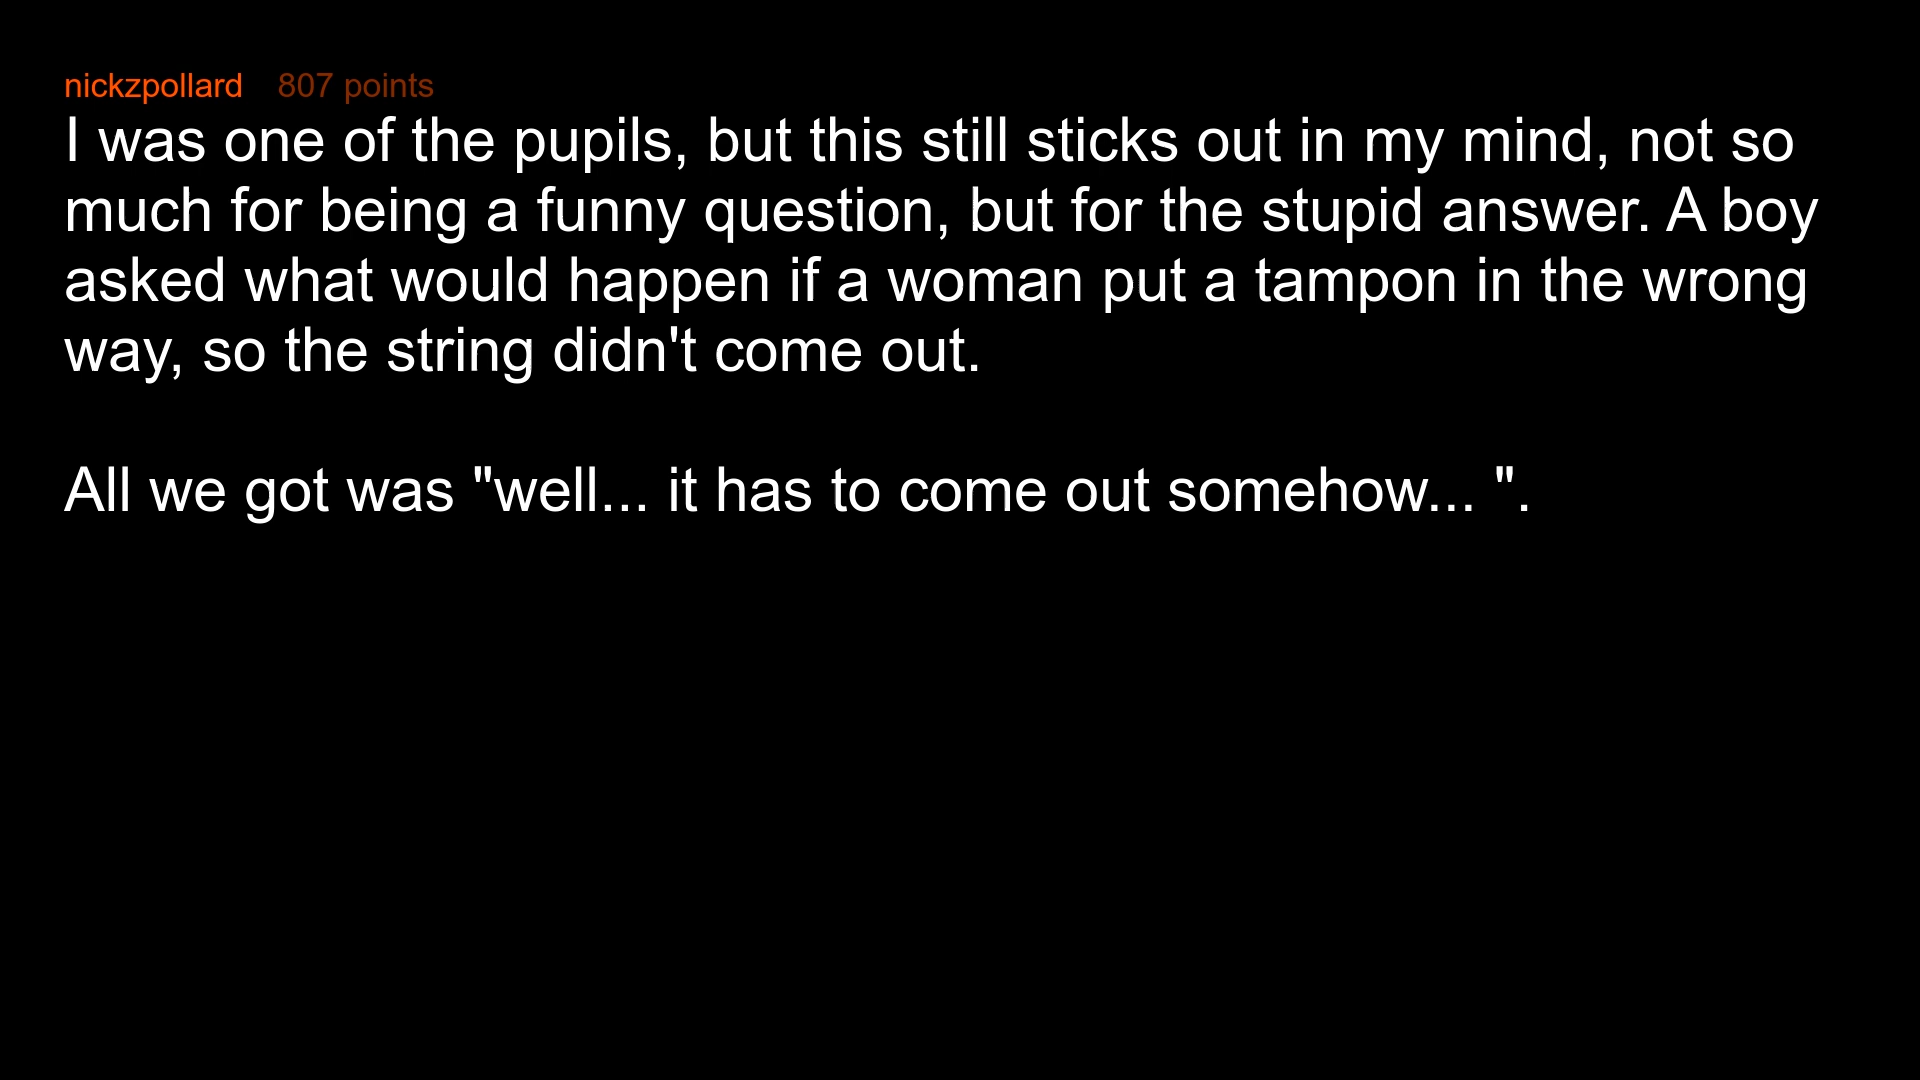 nickzpollard 807 points
I was one of the pupils, but this still sticks out in my mind, not so
much for being a funny question, but for the stupid answer. A boy
asked what would happen if a woman put a tampon in the wrong
way, so the string didn't come out.
All we got was "well... it has to come out somehow... ".